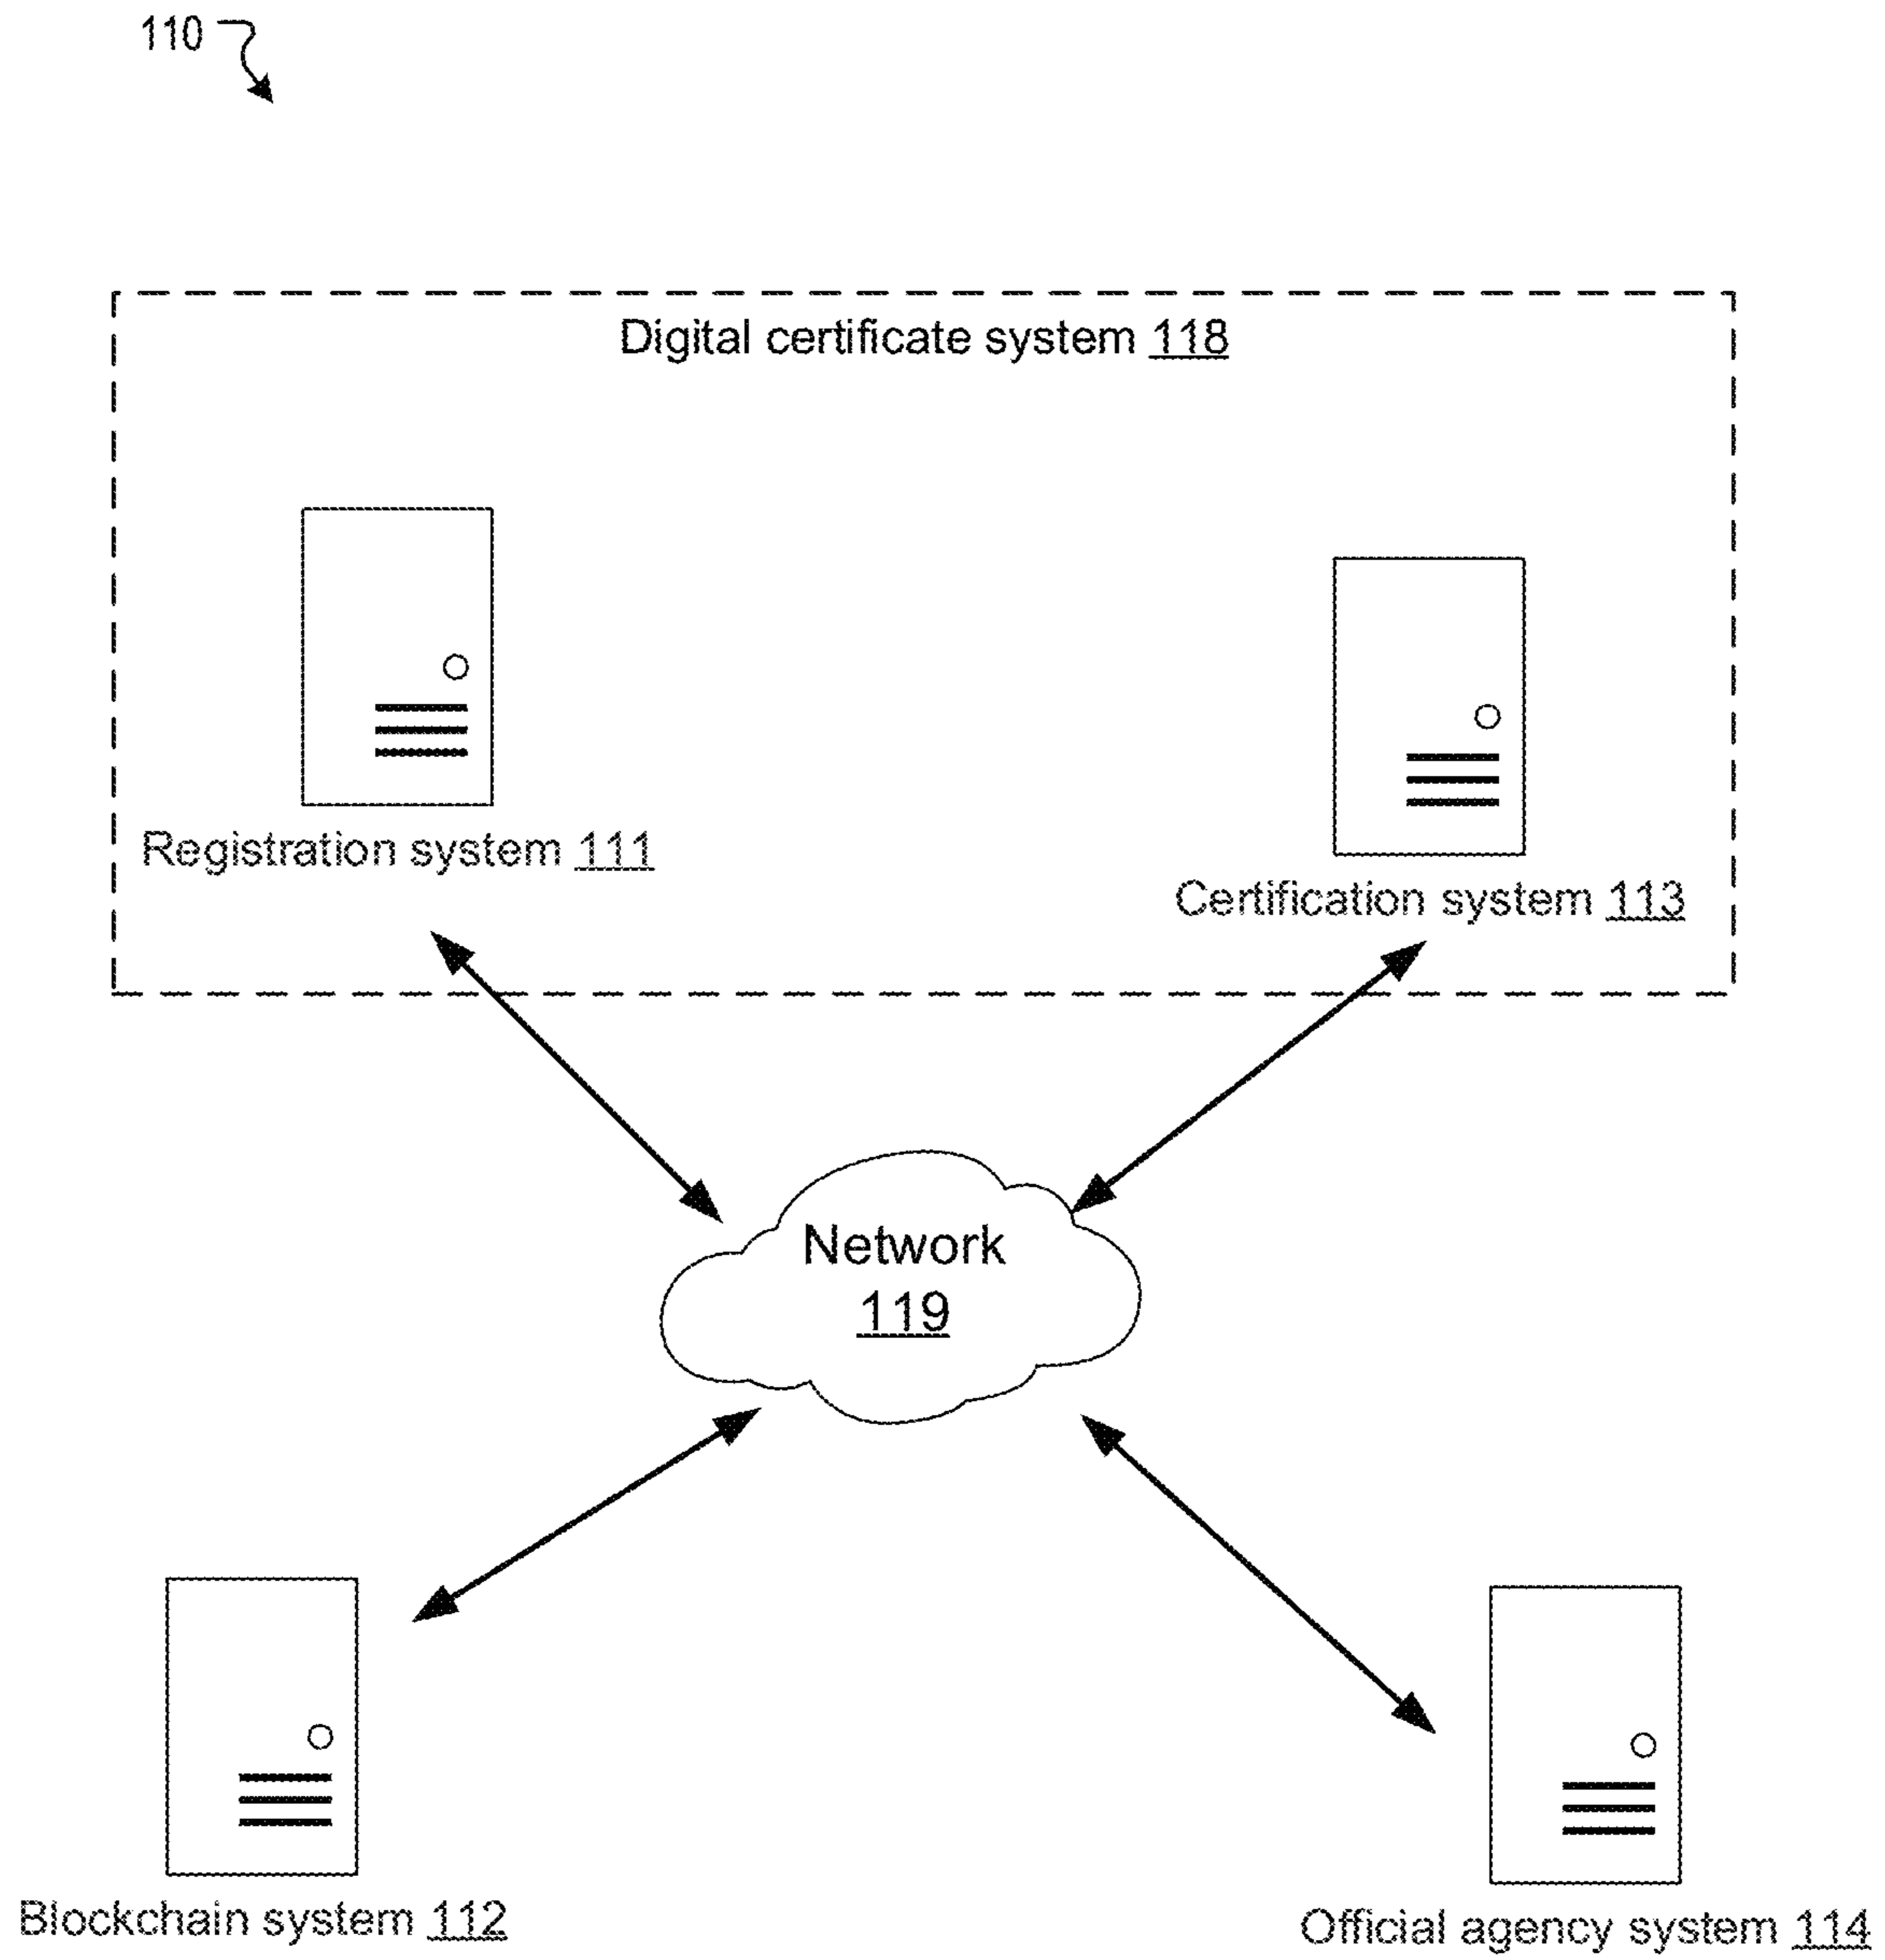 110
Digital certificate system 118
Registration system 111
Certification system 113
Network
119
Blockchain system 112
Official agency system 114